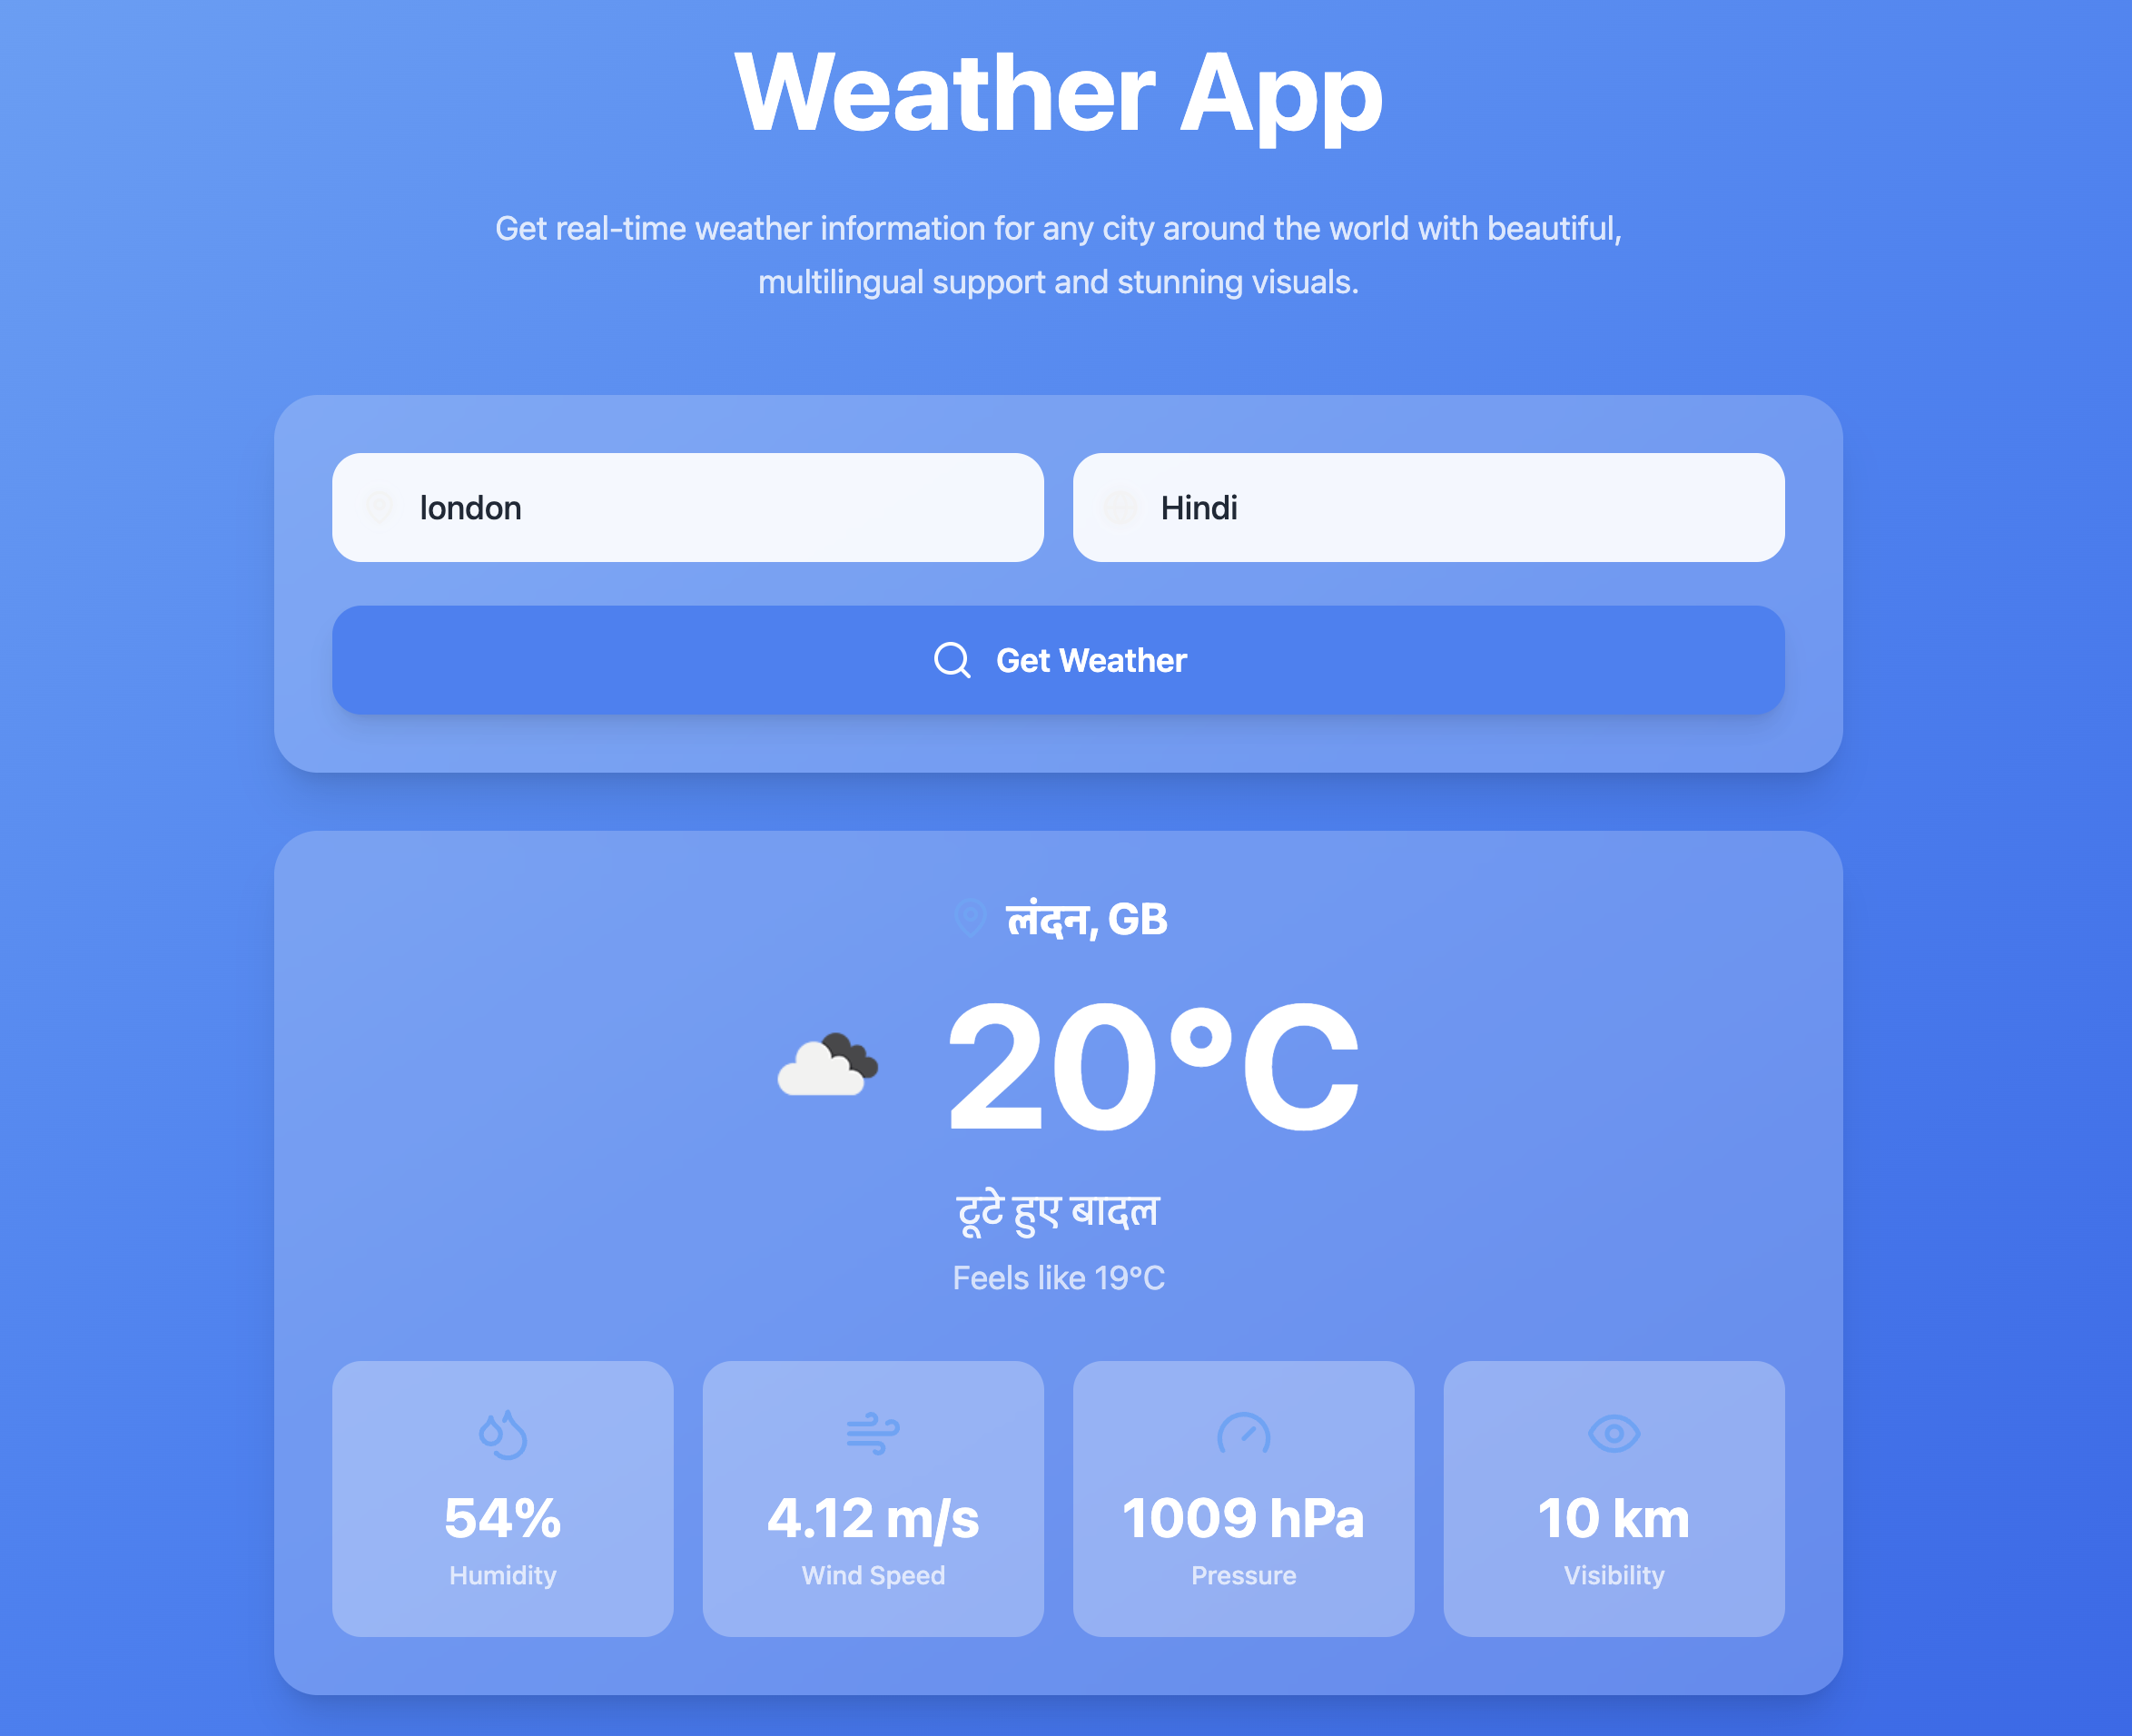 Weather App
Get real-time weather information for any city around the world with beautiful,
multilingual support and stunning visuals.
london
Hindi
Get Weather
लंदन, GB
20°C
टूटे हुए बादल
Feels like 19°C
54%
Humidity
4.12 m/s
Wind Speed
1009 hPa
Pressure
10 km
Visibility